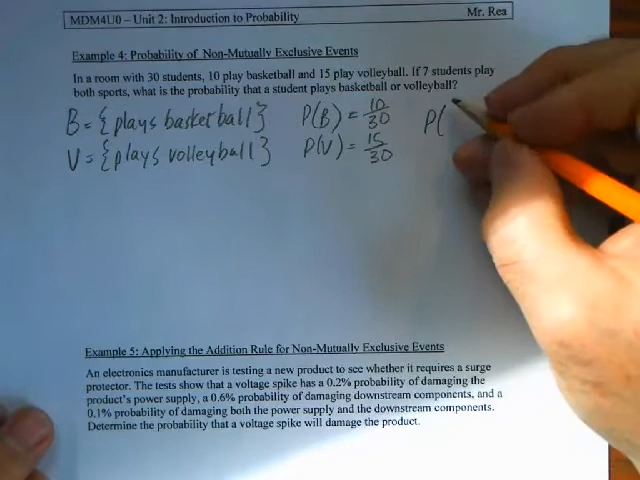 MDM4U0 – Unit 2: Introduction to Probability Mr. Rea
Example 4: Probability of Non-Mutually Exclusive Events
In a room with 30 students, 10 play basketball and 15 play volleyball. If 7 students play
both sports, what is the probability that a student plays basketball or volleyball?
B = {plays basketball} P(B) = 10/30 P(
V = {plays volleyball} P(V) = 15/30
Example 5: Applying the Addition Rule for Non-Mutually Exclusive Events
An electronics manufacturer is testing a new product to see whether it requires a surge
protector. The tests show that a voltage spike has a 0.2% probability of damaging the
product's power supply, a 0.6% probability of damaging downstream components, and a
0.1% probability of damaging both the power supply and the downstream components.
Determine the probability that a voltage spike will damage the product.